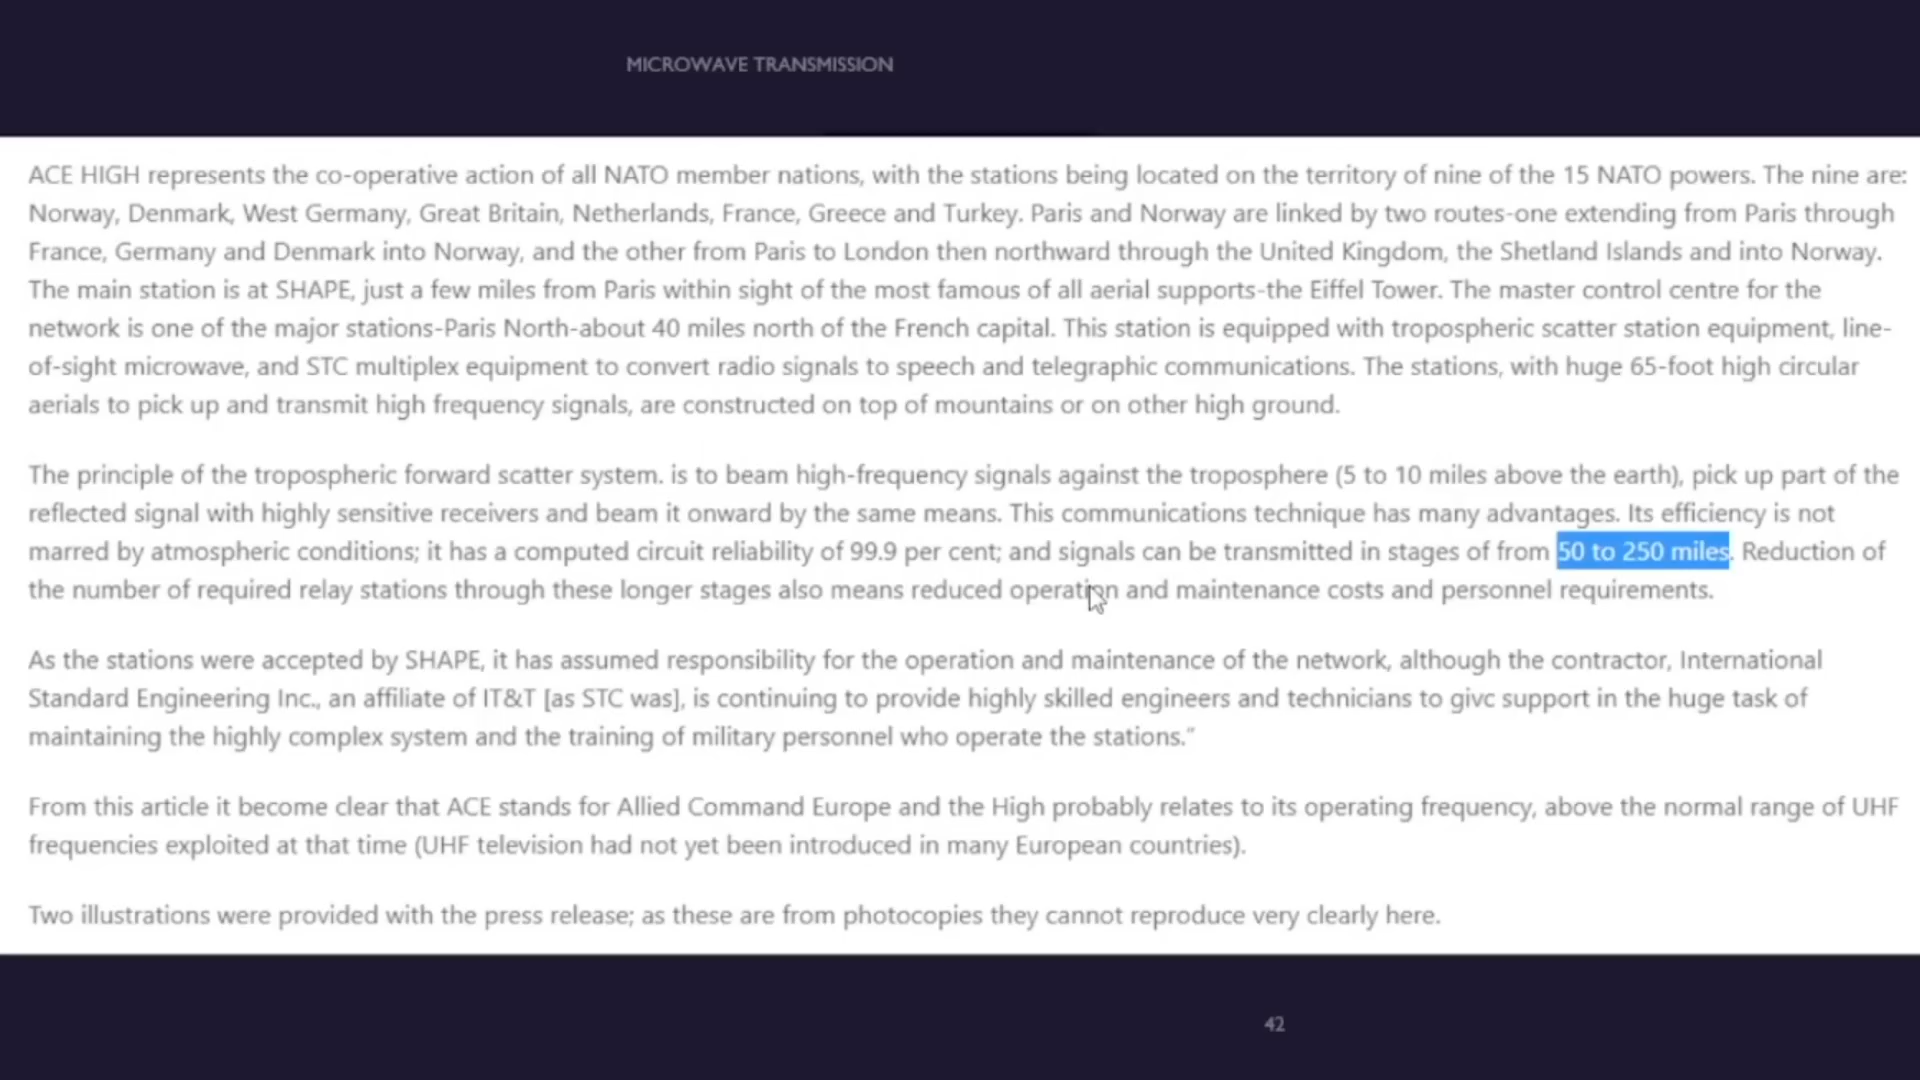 MICROWAVE TRANSMISSION
ACE HIGH represents the co-operative action of all NATO member nations, with the stations being located on the territory of nine of the 15 NATO powers. The nine are:
Norway, Denmark, West Germany, Great Britain, Netherlands, France, Greece and Turkey. Paris and Norway are linked by two routes-one extending from Paris through
France, Germany and Denmark into Norway, and the other from Paris to London then northward through the United Kingdom, the Shetland Islands and into Norway.
The main station is at SHAPE, just a few miles from Paris within sight of the most famous of all aerial supports-the Eiffel Tower. The master control centre for the
network is one of the major stations-Paris North-about 40 miles north of the French capital. This station is equipped with tropospheric scatter station equipment, line-
of-sight microwave, and STC multiplex equipment to convert radio signals to speech and telegraphic communications. The stations, with huge 65-foot high circular
aerials to pick up and transmit high frequency signals, are constructed on top of mountains or on other high ground.
The principle of the tropospheric forward scatter system. is to beam high-frequency signals against the troposphere (5 to 10 miles above the earth), pick up part of the
reflected signal with highly sensitive receivers and beam it onward by the same means. This communications technique has many advantages. Its efficiency is not
marred by atmospheric conditions; it has a computed circuit reliability of 99.9 per cent; and signals can be transmitted in stages of from 50 to 250 miles. Reduction of
the number of required relay stations through these longer stages also means reduced operation and maintenance costs and personnel requirements.
As the stations were accepted by SHAPE, it has assumed responsibility for the operation and maintenance of the network, although the contractor, International
Standard Engineering Inc., an affiliate of IT&T [as STC was], is continuing to provide highly skilled engineers and technicians to givc support in the huge task of
maintaining the highly complex system and the training of military personnel who operate the stations.”
From this article it become clear that ACE stands for Allied Command Europe and the High probably relates to its operating frequency, above the normal range of UHF
frequencies exploited at that time (UHF television had not yet been introduced in many European countries).
Two illustrations were provided with the press release; as these are from photocopies they cannot reproduce very clearly here.
42